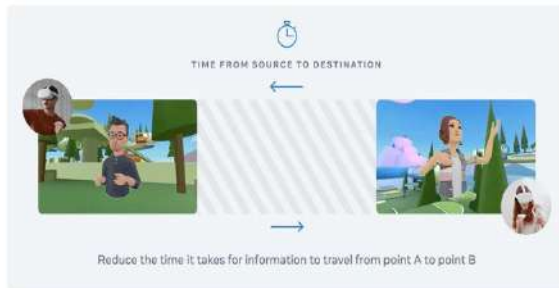 TIME FROM SOURCE TO DESTINATION
Reduce the time it takes for information to travel from point A to point B